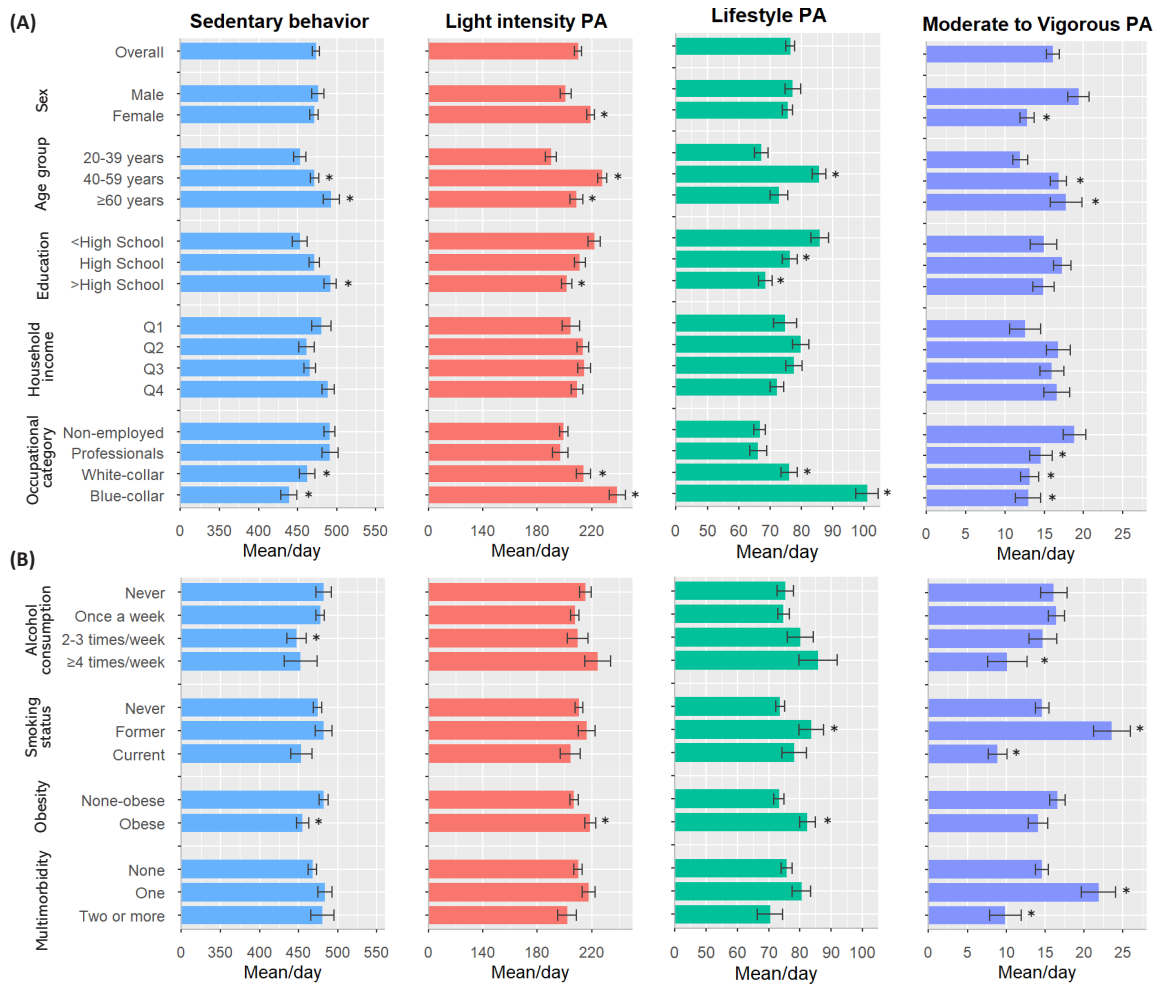 (A)
Sedentary behavior
Light intensity PA
Lifestyle PA
Moderate to Vigorous PA
Overall
Sex
Male
Female
*
*
Age group
20-39 years
40-59 years
*
*
*
*
≥60 years
*
*
*
Education
<High School
High School
*
>High School
*
*
*
Household
income
Q1
Q2
Q3
Q4
Occupational
category
Non-employed
Professionals
*
White-collar
*
*
*
*
Blue-collar
*
*
*
*
0 350 400 450 500 550
0 140 180 220
0 50 60 70 80 90 100
0 5 10 15 20 25
Mean/day
Mean/day
Mean/day
Mean/day
(B)
Alcohol
consumption
Never
Once a week
2-3 times/week
*
≥4 times/week
*
Smoking
status
Never
Former
*
*
Current
*
Obesity
None-obese
Obese
*
*
*
Multimorbidity
None
One
*
Two or more
*
0 350 400 450 500 550
0 140 180 220
0 50 60 70 80 90 100
0 10 15 20 25
Mean/day
Mean/day
Mean/day
Mean/day